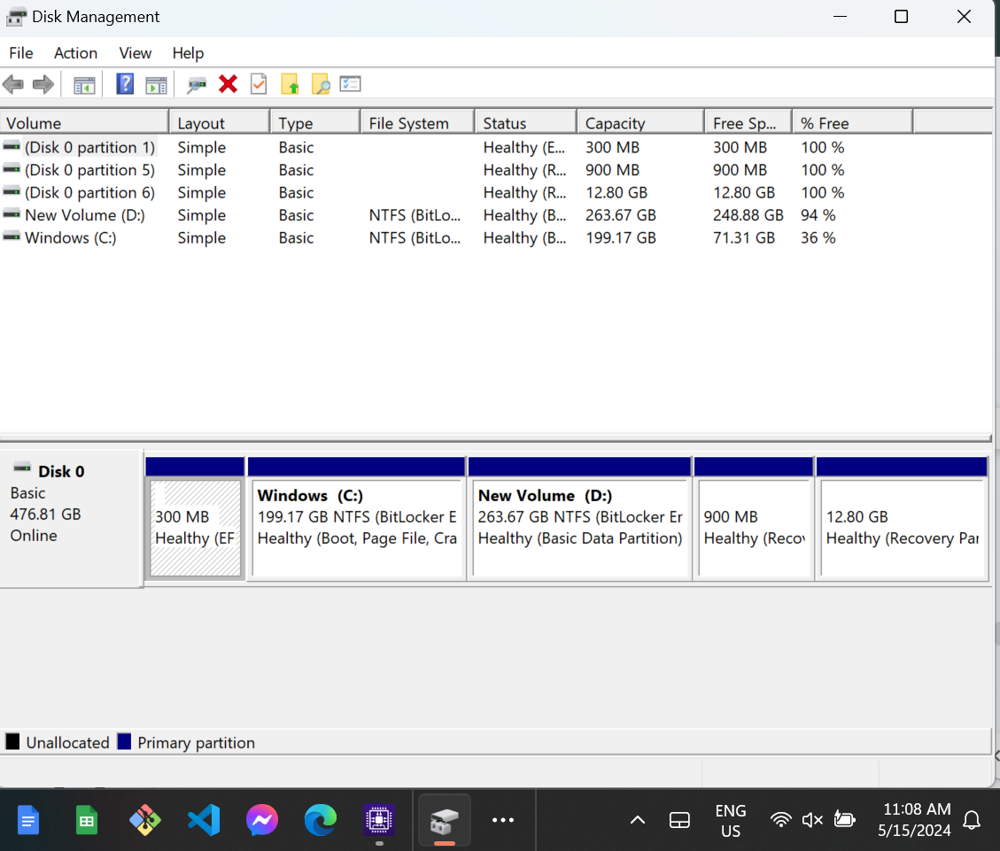 Disk Management
File Action View Help
Volume Layout Type File System Status Capacity Free Sp... % Free
(Disk 0 partition 1) Simple Basic Healthy (E... 300 MB 300 MB 100 %
(Disk 0 partition 5) Simple Basic Healthy (R... 900 MB 900 MB 100 %
(Disk 0 partition 6) Simple Basic Healthy (R... 12.80 GB 12.80 GB 100 %
New Volume (D:) Simple Basic NTFS (BitLo... Healthy (B... 263.67 GB 248.88 GB 94 %
Windows (C:) Simple Basic NTFS (BitLo... Healthy (B... 199.17 GB 71.31 GB 36 %
Disk 0
Basic
476.81 GB
Online
300 MB
Healthy (EF
Windows (C:)
199.17 GB NTFS (BitLocker E
Healthy (Boot, Page File, Cra
New Volume (D:)
263.67 GB NTFS (BitLocker Er
Healthy (Basic Data Partition)
900 MB
Healthy (Recov
12.80 GB
Healthy (Recovery Par
Unallocated Primary partition
ENG
US
11:08 AM
5/15/2024